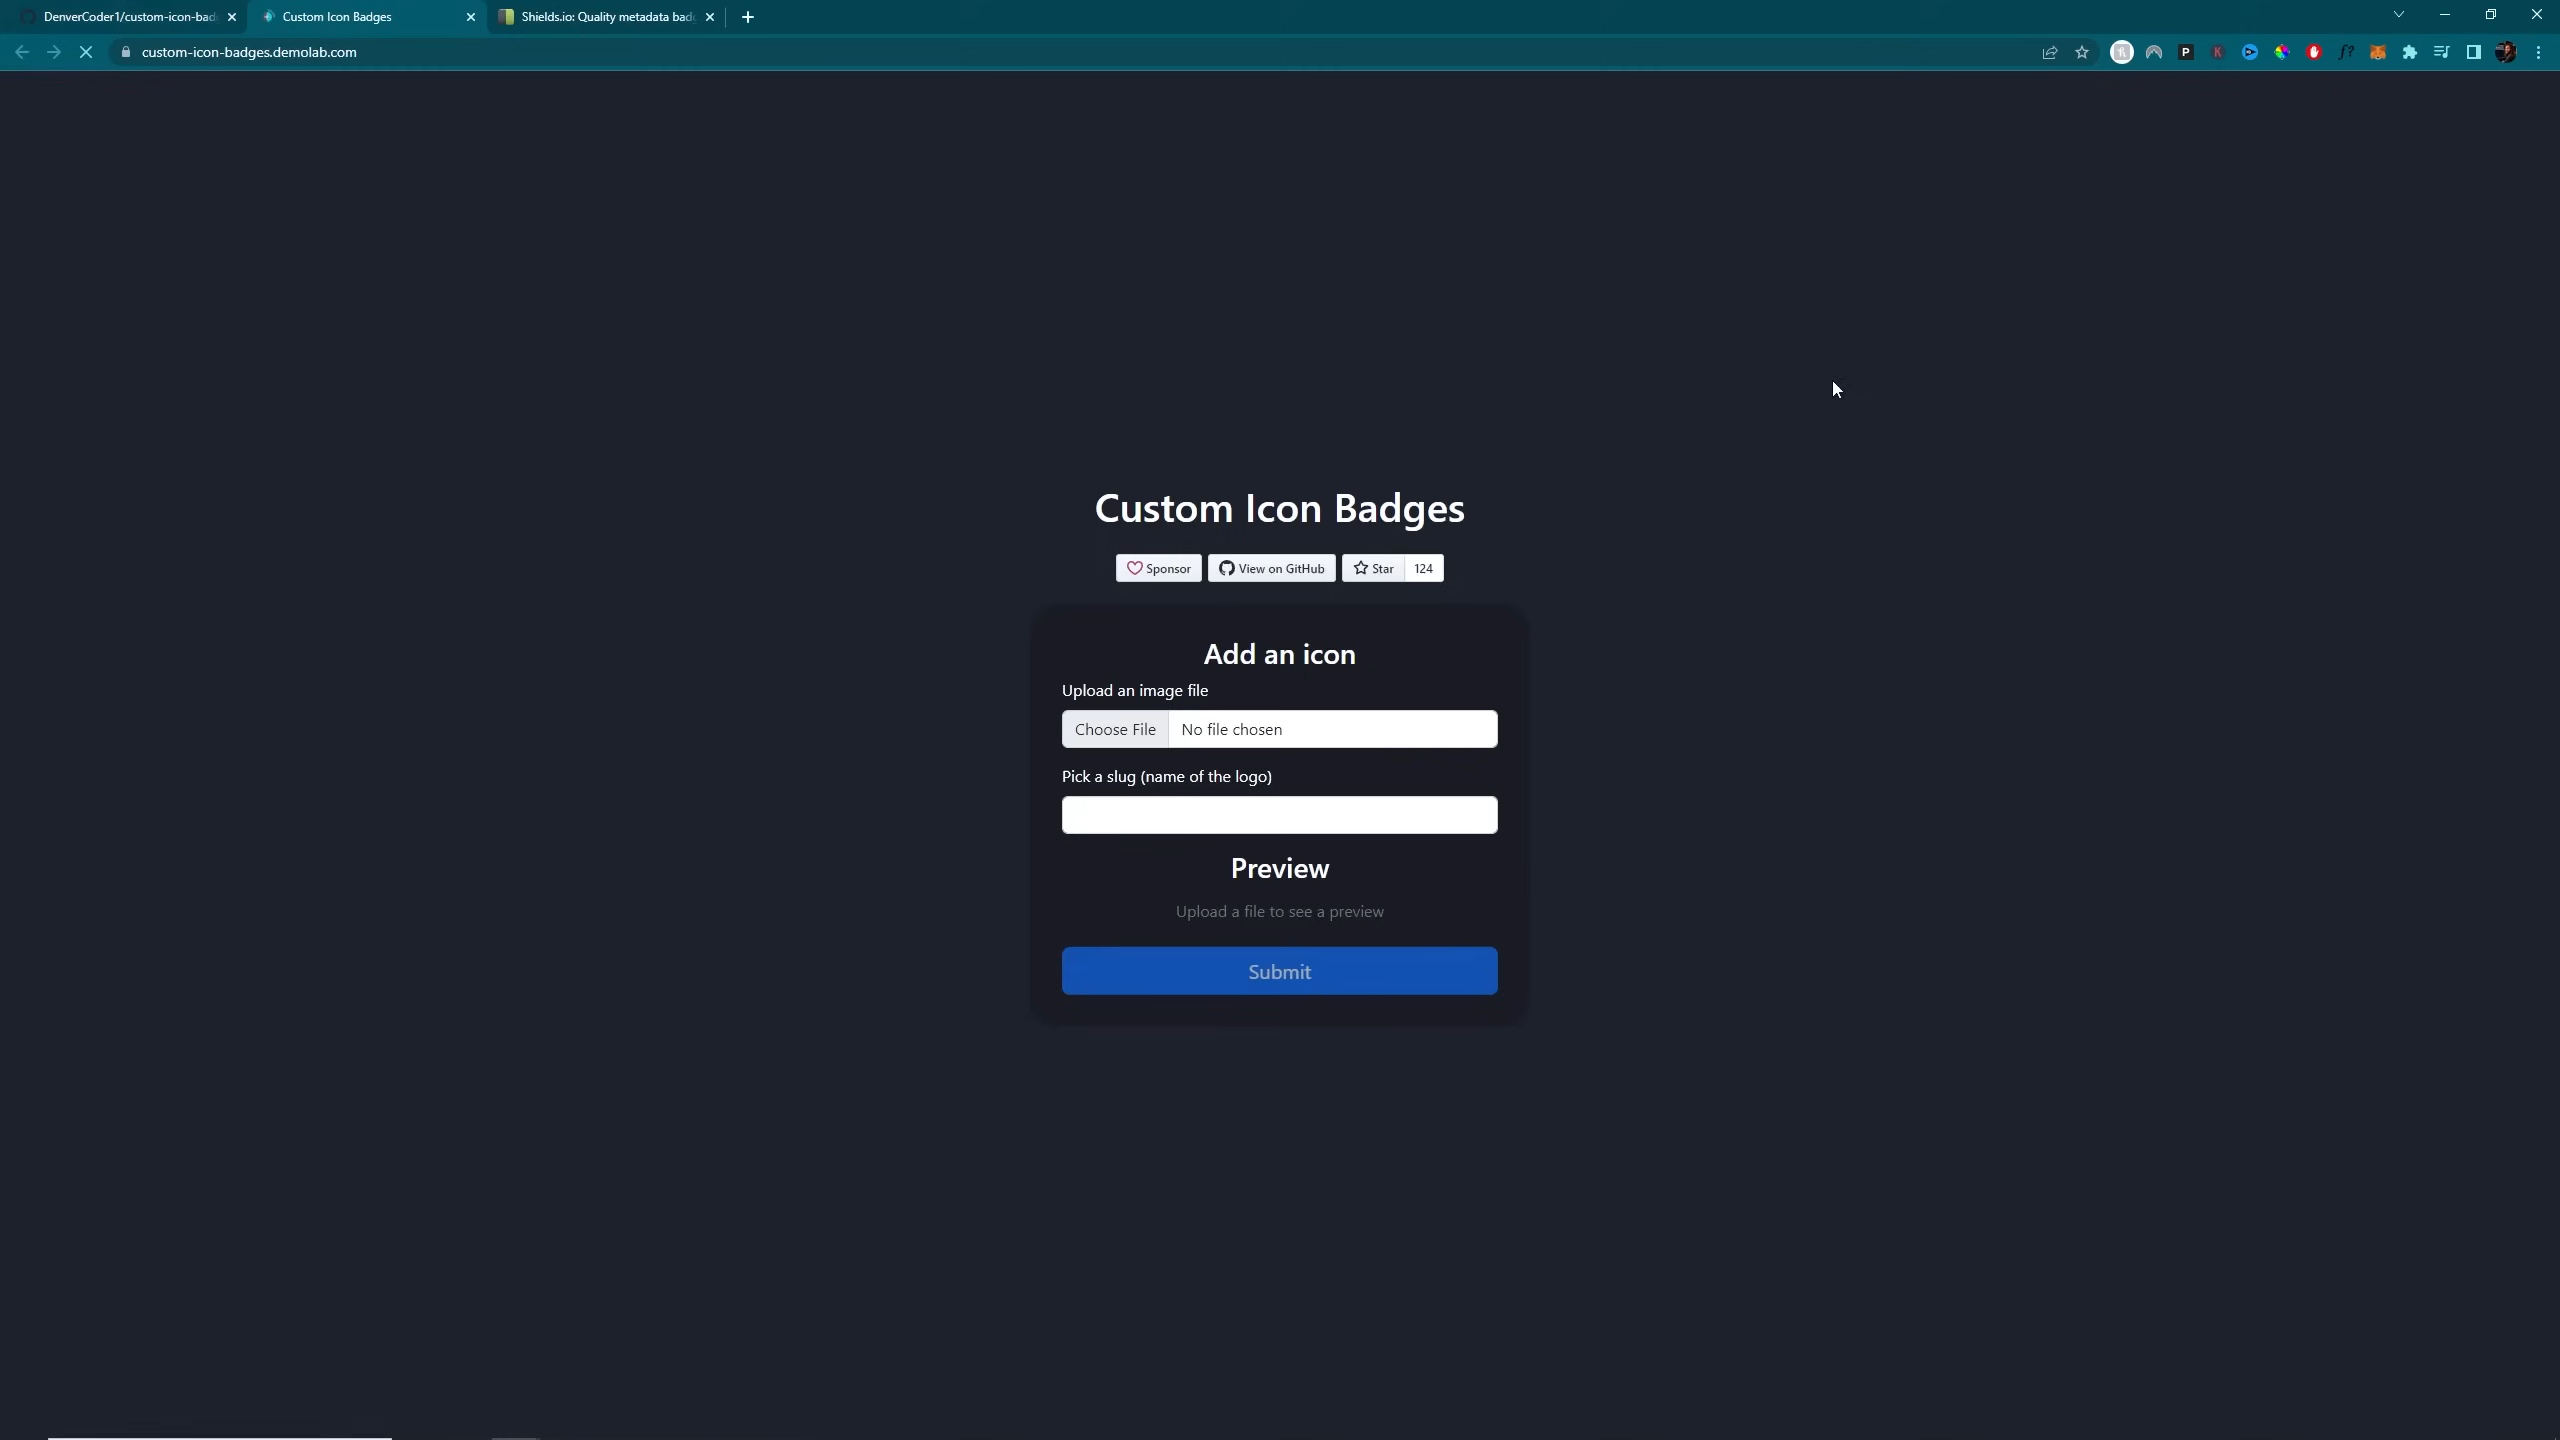 DenverCoder1/custom-icon-bad
Custom Icon Badges
Shields.io: Quality metadata badg
custom-icon-badges.demolab.com
Custom Icon Badges
Sponsor
View on GitHub
Star
124
Add an icon
Upload an image file
Choose File
No file chosen
Pick a slug (name of the logo)
Preview
Upload a file to see a preview
Submit